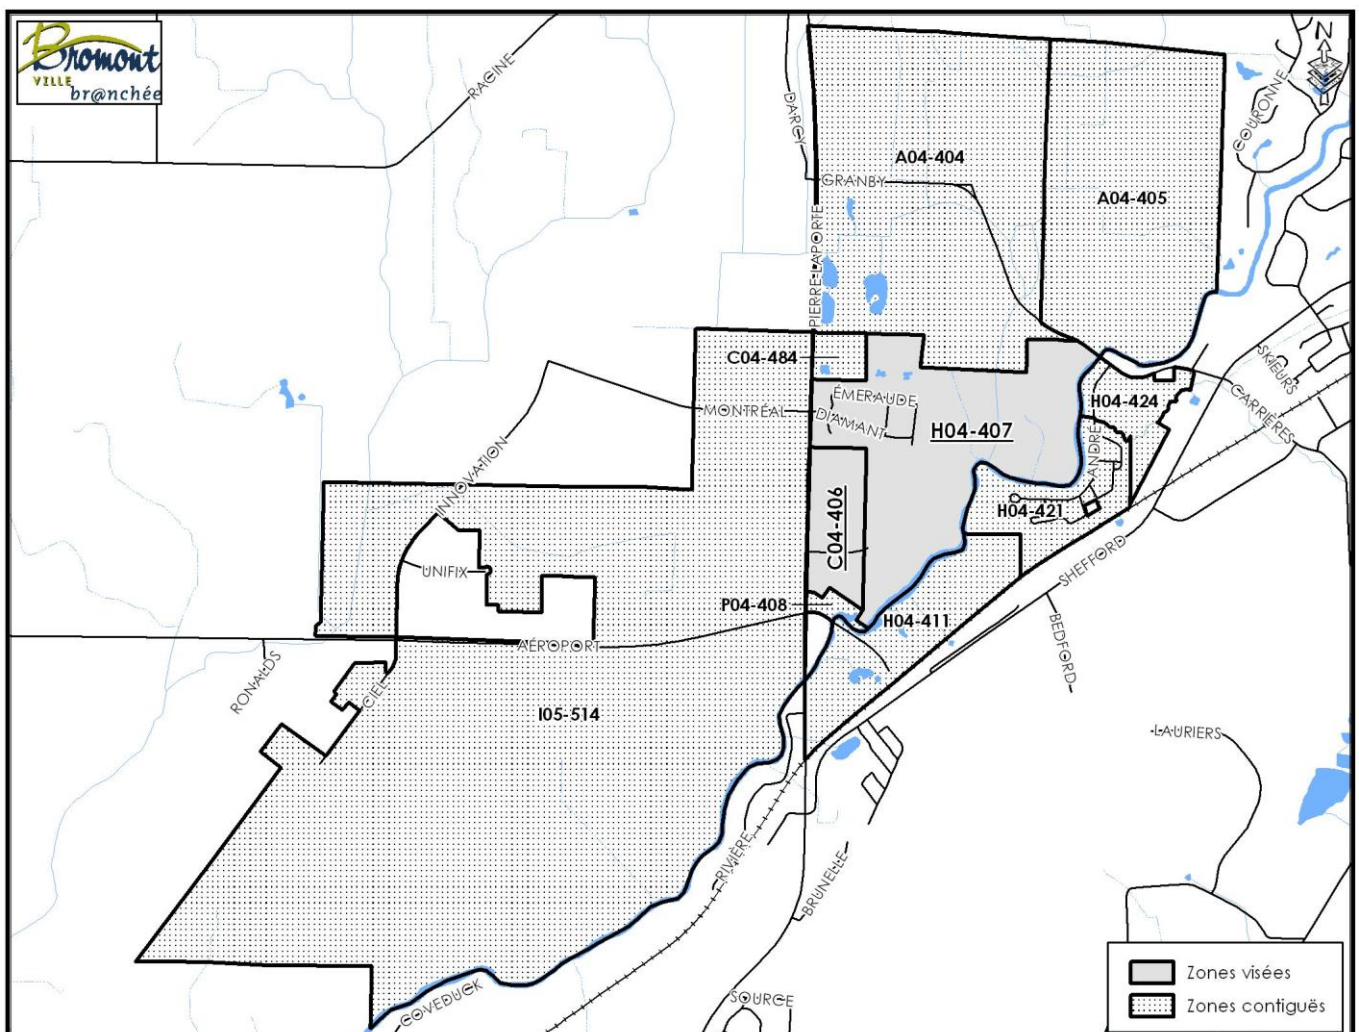 Bromont
VILLE
br@nchée
N
RACINE
DARCY
COURONNE
A04-404
GRANBY
A04-405
PIERRE-LAPORTE
C04-484
SKIEURS
ÉMERAUDE
H04-424
MONTRÉAL
DIAMANT
CARRIÈRES
H04-407
ANDRÉ
INNOVATION
C04-406
H04-421
SHEFFORD
UNIFIX
P04-408
H04-411
BEDFORD
AÉROPORT
RONALDS
CIEL
I05-514
LAURIERS
RIVIÈRE
BRUNELLE
COVEDUCK
SOURCE
Zones visées
Zones contiguës